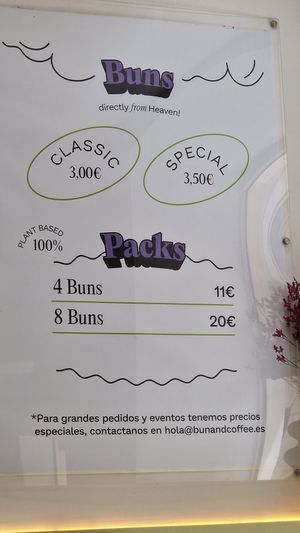 Buns
directly from Heaven!
CLASSIC
3,00€
SPECIAL
3,50€
PLANT BASED
100%
Packs
4 Buns 11€
8 Buns 20€
*Para grandes pedidos y eventos tenemos precios
especiales, contactanos en hola@bunandcoffee.es